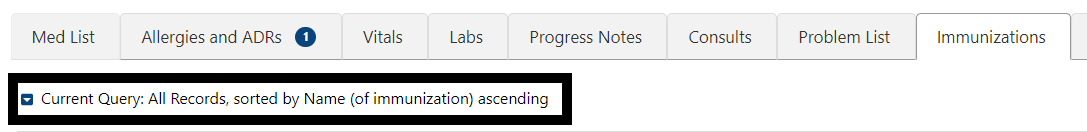 Med List Allergies and ADRs 1 Vitals Labs Progress Notes Consults Problem List Immunizations
Current Query: All Records, sorted by Name (of immunization) ascending